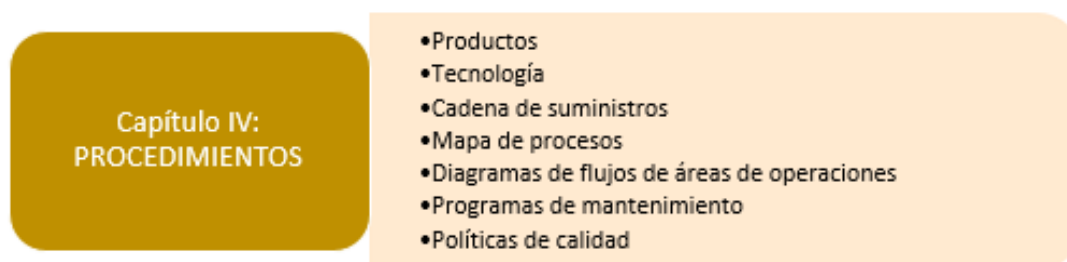 Capítulo IV:
PROCEDIMIENTOS
•Productos
•Tecnología
•Cadena de suministros
•Mapa de procesos
•Diagramas de flujos de áreas de operaciones
•Programas de mantenimiento
•Políticas de calidad